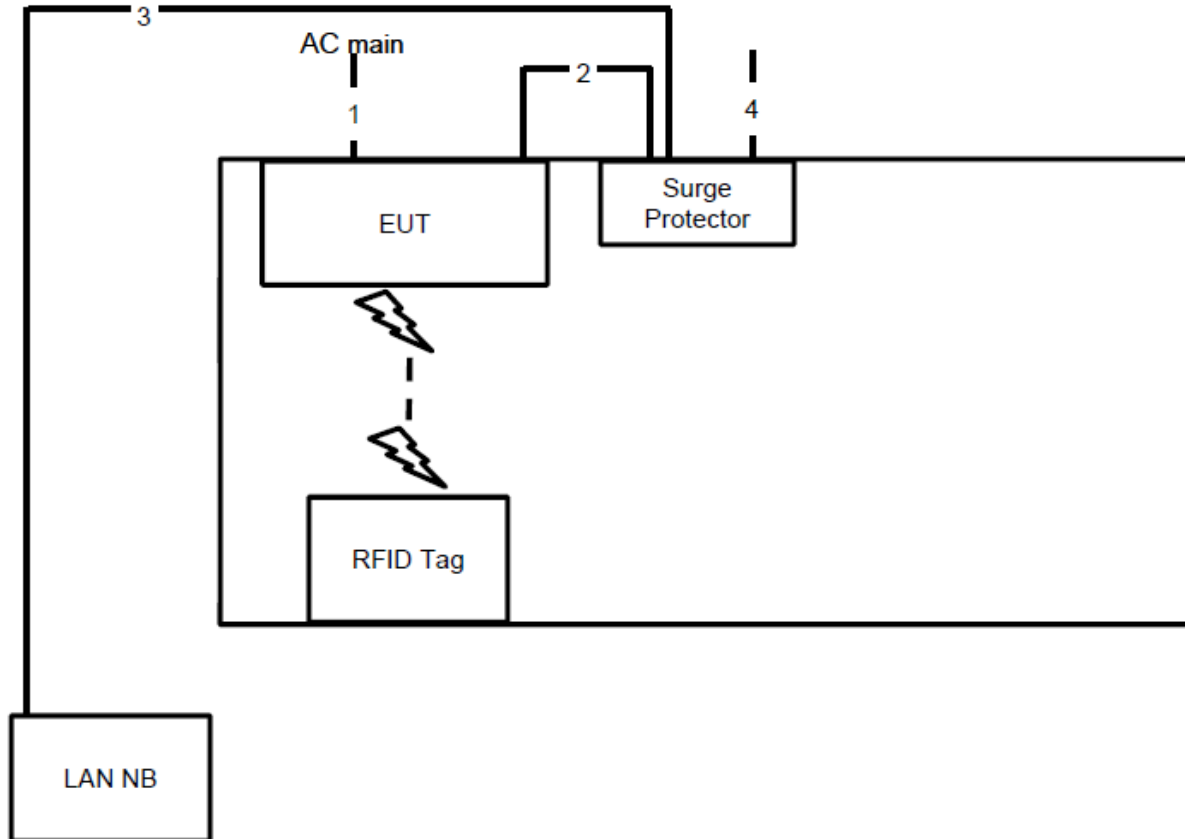 3
AC main
2
1
4
EUT
Surge
Protector
RFID Tag
LAN NB